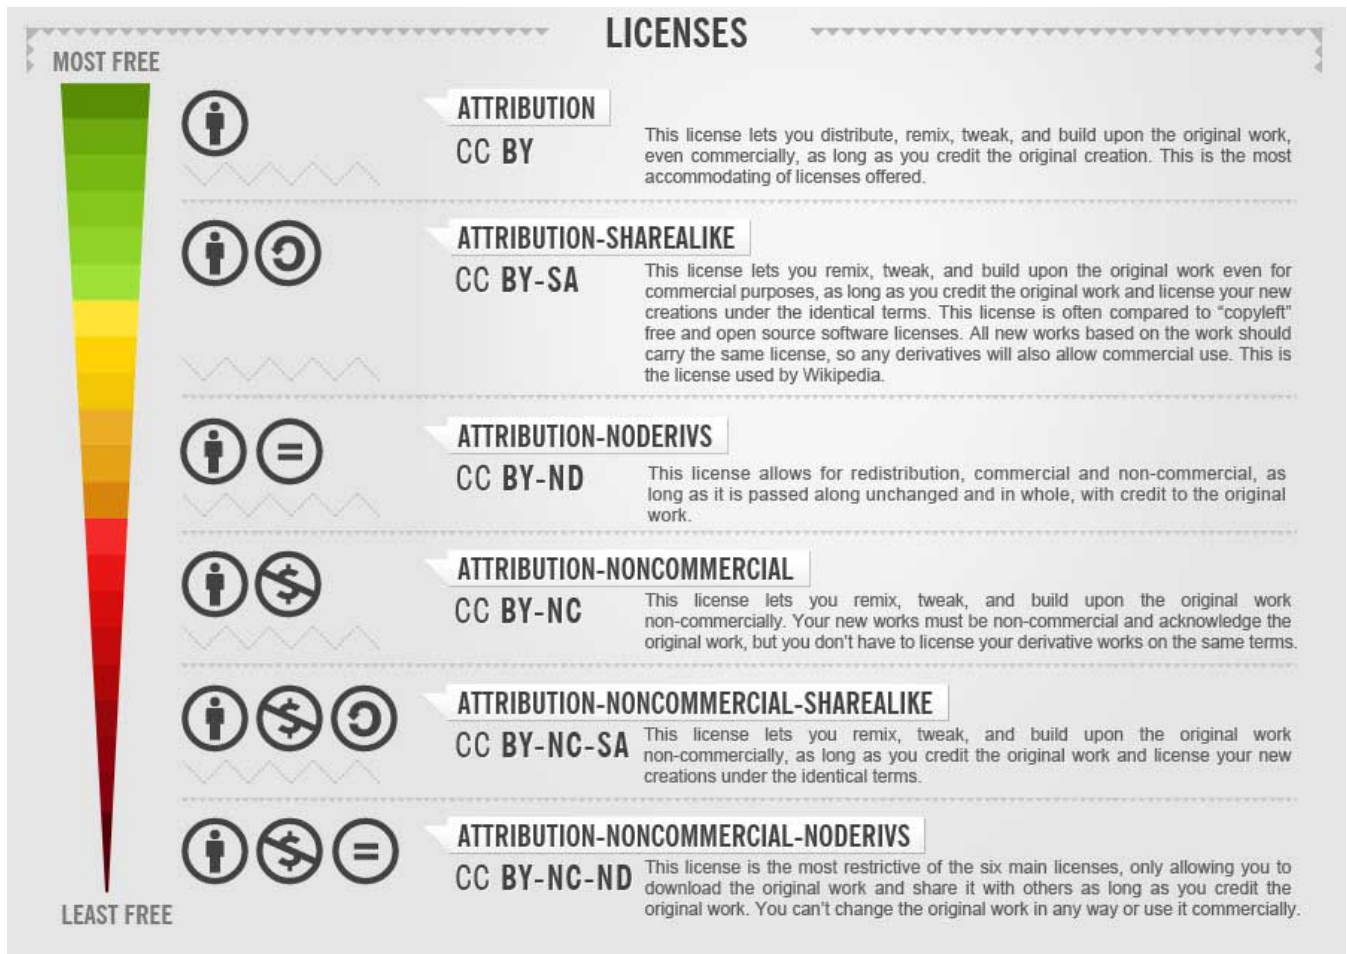 LICENSES
MOST FREE
ATTRIBUTION
CC BY
This license lets you distribute, remix, tweak, and build upon the original work,
even commercially, as long as you credit the original creation. This is the most
accommodating of licenses offered.
ATTRIBUTION-SHAREALIKE
CC BY-SA
This license lets you remix, tweak, and build upon the original work even for
commercial purposes, as long as you credit the original work and license your new
creations under the identical terms. This license is often compared to “copyleft”
free and open source software licenses. All new works based on the work should
carry the same license, so any derivatives will also allow commercial use. This is
the license used by Wikipedia.
ATTRIBUTION-NODERIVS
CC BY-ND
This license allows for redistribution, commercial and non-commercial, as
long as it is passed along unchanged and in whole, with credit to the original
work.
ATTRIBUTION-NONCOMMERCIAL
CC BY-NC
This license lets you remix, tweak, and build upon the original work
non-commercially. Your new works must be non-commercial and acknowledge the
original work, but you don’t have to license your derivative works on the same terms.
ATTRIBUTION-NONCOMMERCIAL-SHAREALIKE
CC BY-NC-SA
This license lets you remix, tweak, and build upon the original work
non-commercially, as long as you credit the original work and license your new
creations under the identical terms.
ATTRIBUTION-NONCOMMERCIAL-NODERIVS
CC BY-NC-ND
This license is the most restrictive of the six main licenses, only allowing you to
download the original work and share it with others as long as you credit the
original work. You can’t change the original work in any way or use it commercially.
LEAST FREE